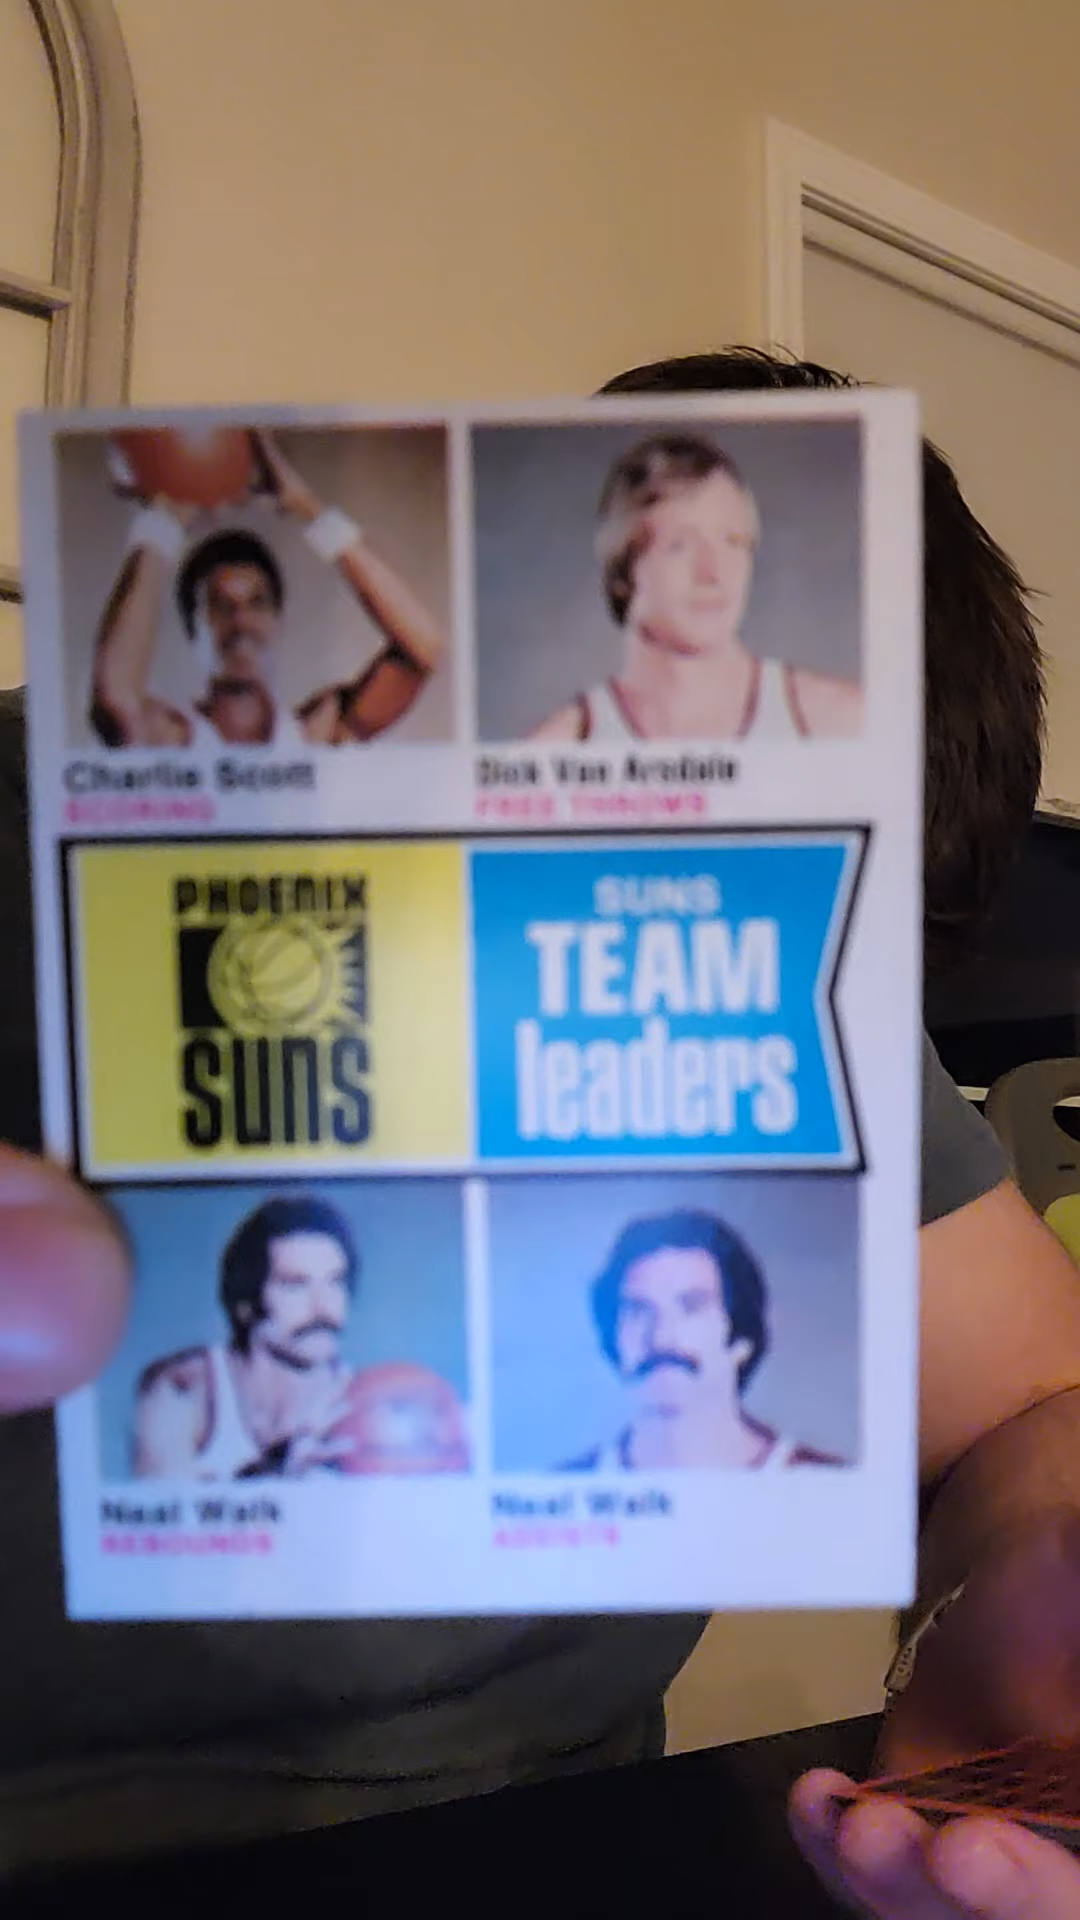 Charlie Scott
SCORING
Dick Van Arsdale
FREE THROWS
PHOENIX
SUNS
SUNS
TEAM
leaders
Neal Walk
REBOUNDS
Neal Walk
ASSISTS